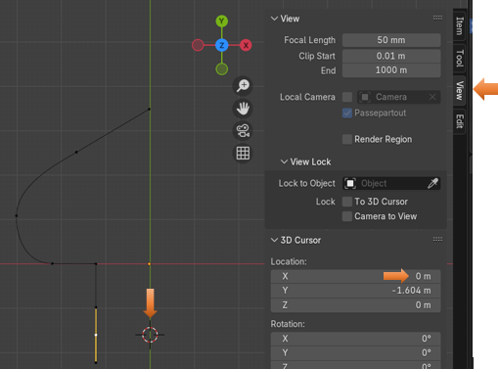 Y
Z
X
View
Focal Length 50 mm
Clip Start 0.01 m
End 1000 m
Local Camera Camera
Passepartout
Render Region
View Lock
Lock to Object Object
Lock To 3D Cursor
Camera to View
3D Cursor
Location:
X 0 m
Y -1.604 m
Z 0 m
Rotation:
X 0°
Y 0°
Z 0°
Item
Tool
View
Edit